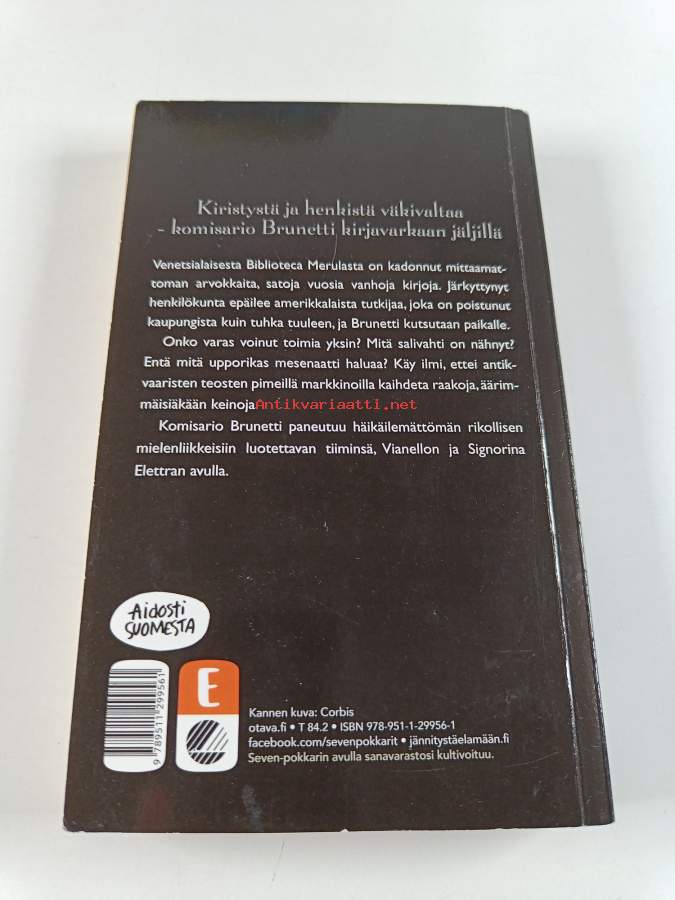 Kiristystä ja henkistä väkivaltaa
- komisario Brunetti kirjavarkaan jäljillä
Venetsialaisesta Biblioteca Merulasta on kadonnut mittaamat-
toman arvokkaita, satoja vuosia vanhoja kirjoja. Järkyttynyt
henkilökunta epäilee amerikkalaista tutkijaa, joka on poistunut
kaupungista kuin tuhka tuuleen, ja Brunetti kutsutaan paikalle.
Onko varas voinut toimia yksin? Mitä salivahti on nähnyt?
Entä mitä upporikas mesenaatti haluaa? Käy ilmi, ettei antik-
vaaristen teosten pimeillä markkinoilla kaihdeta raakoja, äärim-
mäisiäkään keinoja
Antikvariaatti.net
Komisario Brunetti paneutuu häikäilemättömän rikollisen
mielenliikkeisiin luotettavan tiiminsä, Vianellon ja Signorina
Elettran avulla.
Aidosti
SUOMESTA
9 789511 299561
E
Kannen kuva: Corbis
otava.fi • T 84.2 • ISBN 978-951-1-29956-1
facebook.com/sevenpokkarit • jännitystäelämään.fi
Seven-pokkarin avulla sanavarastosi kultivoituu.